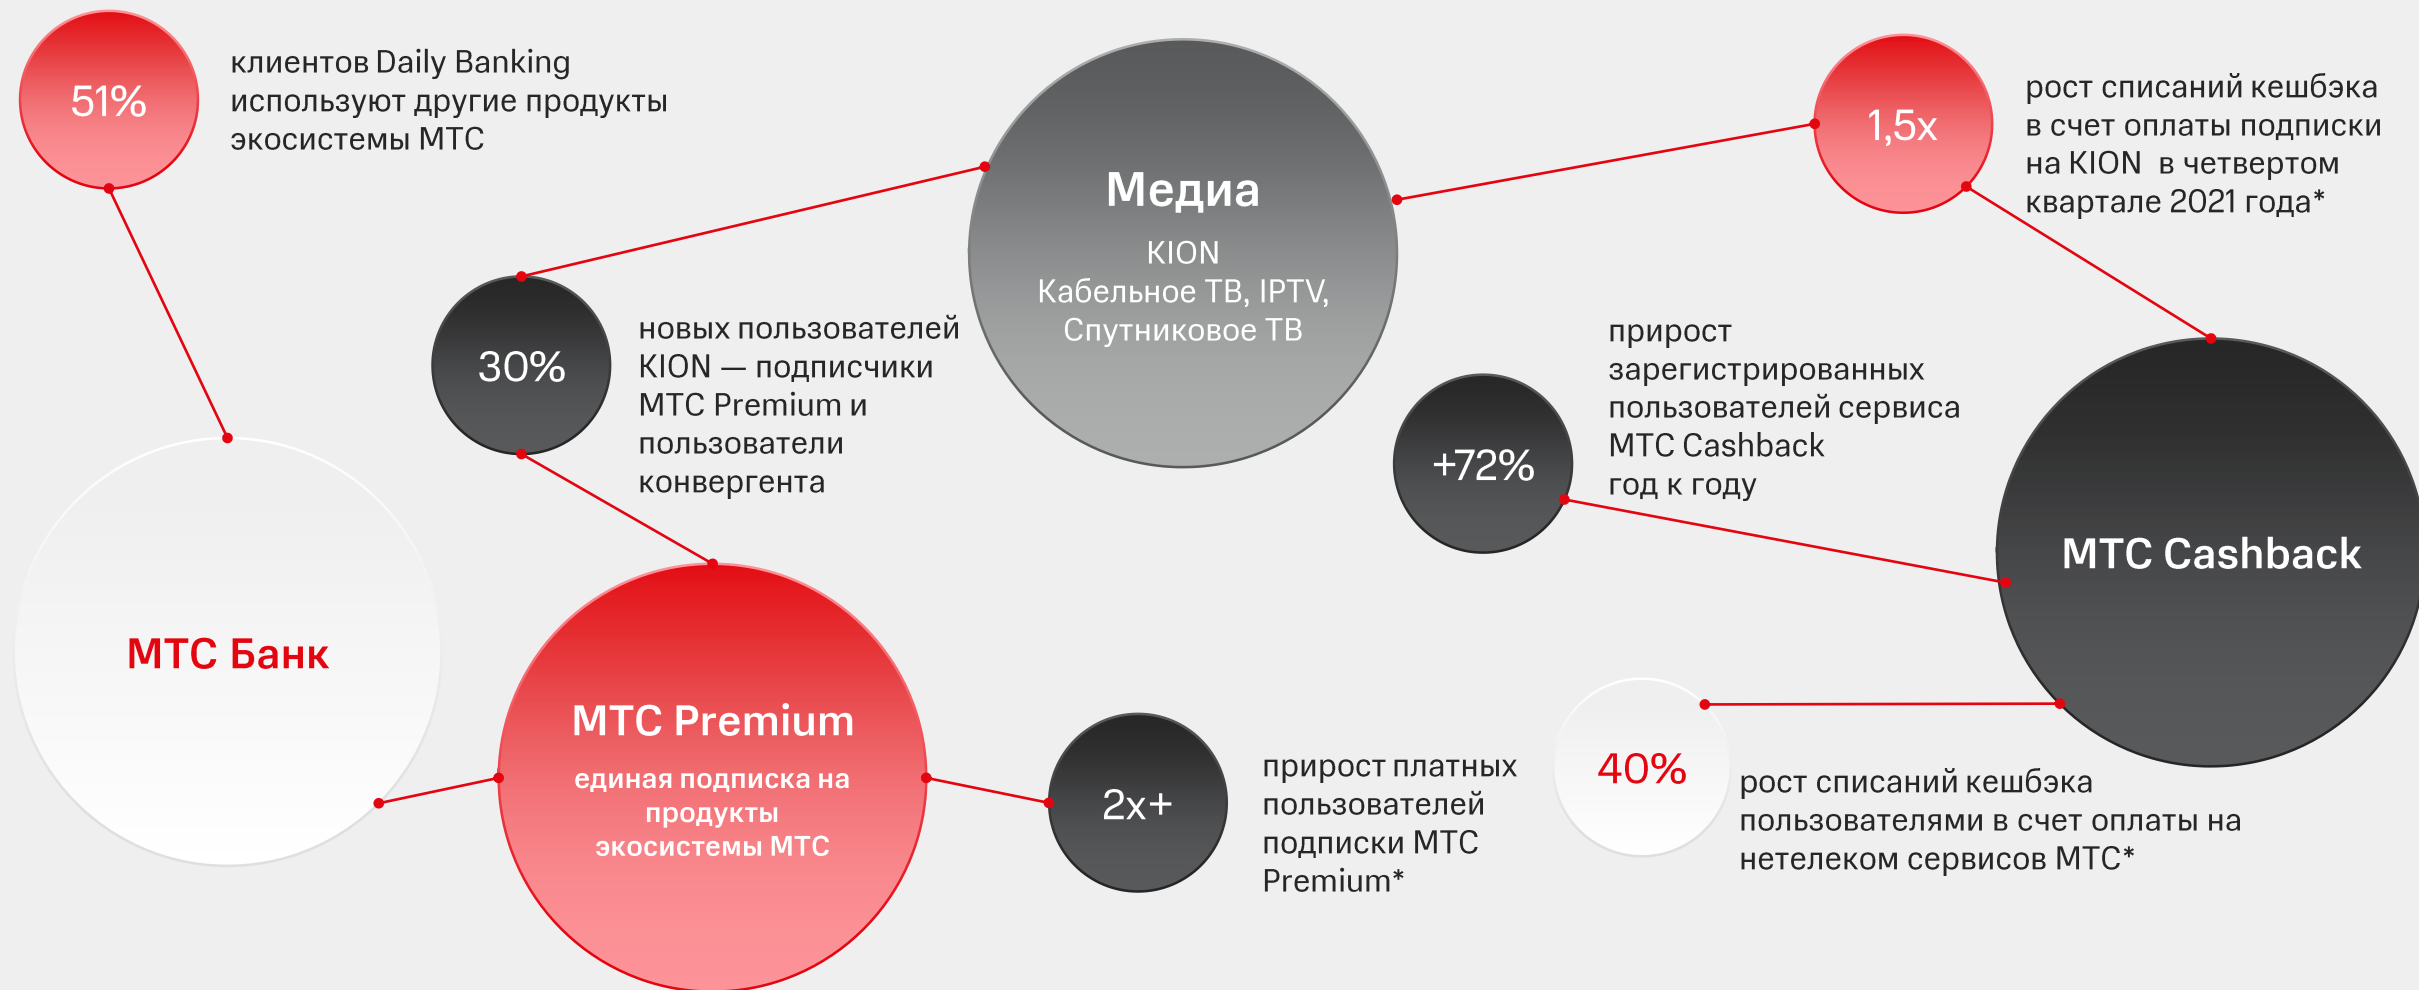 51%
клиентов Daily Banking
используют другие продукты
экосистемы МТС
Медиа
KION
Кабельное ТВ, IPTV,
Спутниковое ТВ
1,5x
рост списаний кешбэка
в счет оплаты подписки
на KION в четвертом
квартале 2021 года*
30%
новых пользователей
KION — подписчики
МТС Premium и
пользователи
конвергента
+72%
прирост
зарегистрированных
пользователей сервиса
МТС Cashback
год к году
МТС Cashback
МТС Банк
МТС Premium
единая подписка на
продукты
экосистемы МТС
2x+
прирост платных
пользователей
подписки МТС
Premium*
40%
рост списаний кешбэка
пользователями в счет оплаты на
нетелеком сервисов МТС*